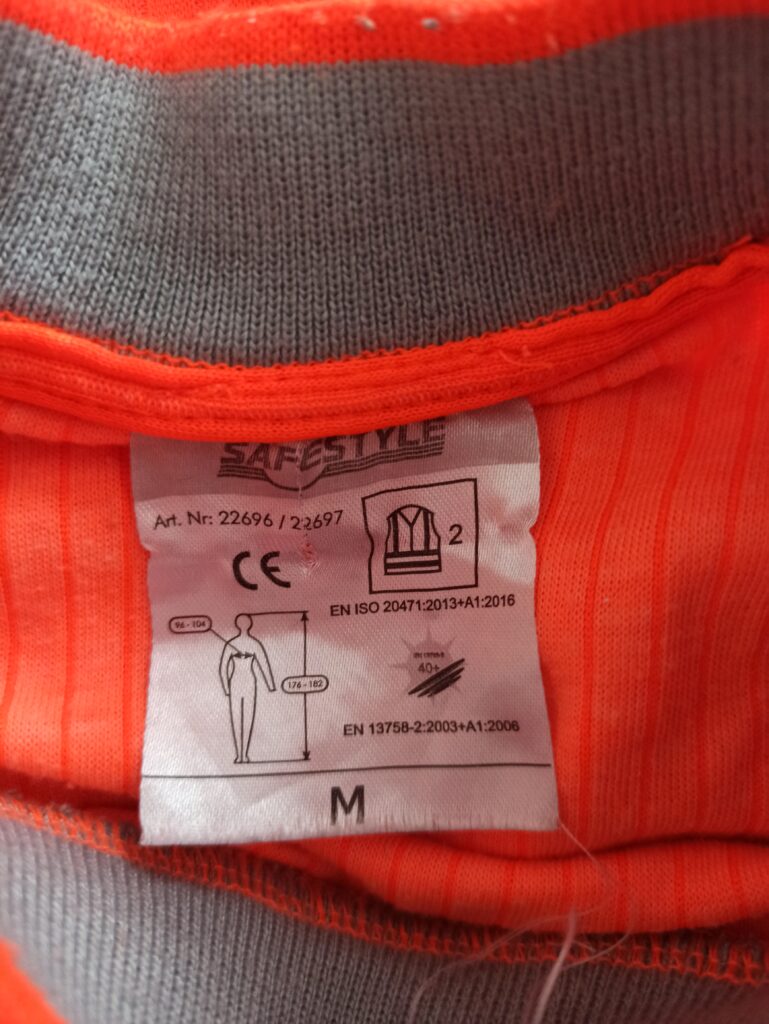 SAFESTYLE
Art. Nr: 22696 / 22697
CE
2
EN ISO 20471:2013+A1:2016
96 - 104
176 - 182
40+
EN 13758-2:2003+A1:2006
M